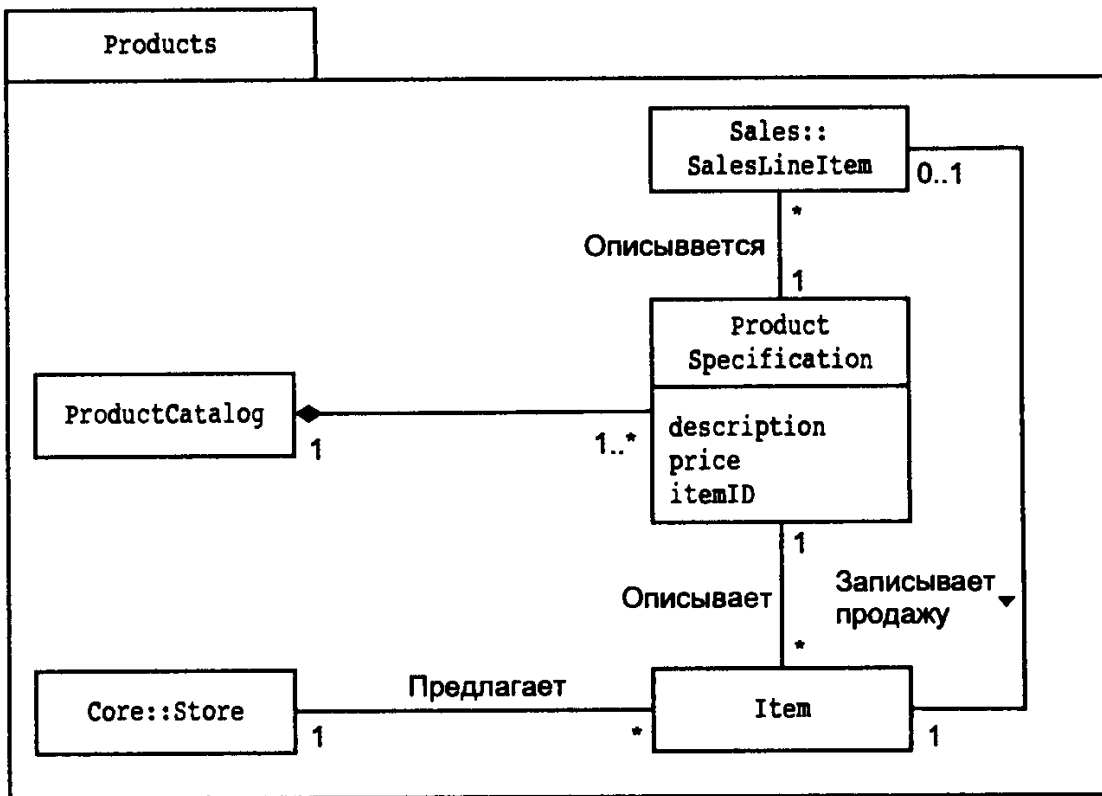 Products
Sales::
SalesLineItem
0..1
*
Описыввется
1
Product
Specification
ProductCatalog
1
1..*
description
price
itemID
1
Описывает
Записывает
продажу
*
Core::Store
Предлагает
1
*
Item
1